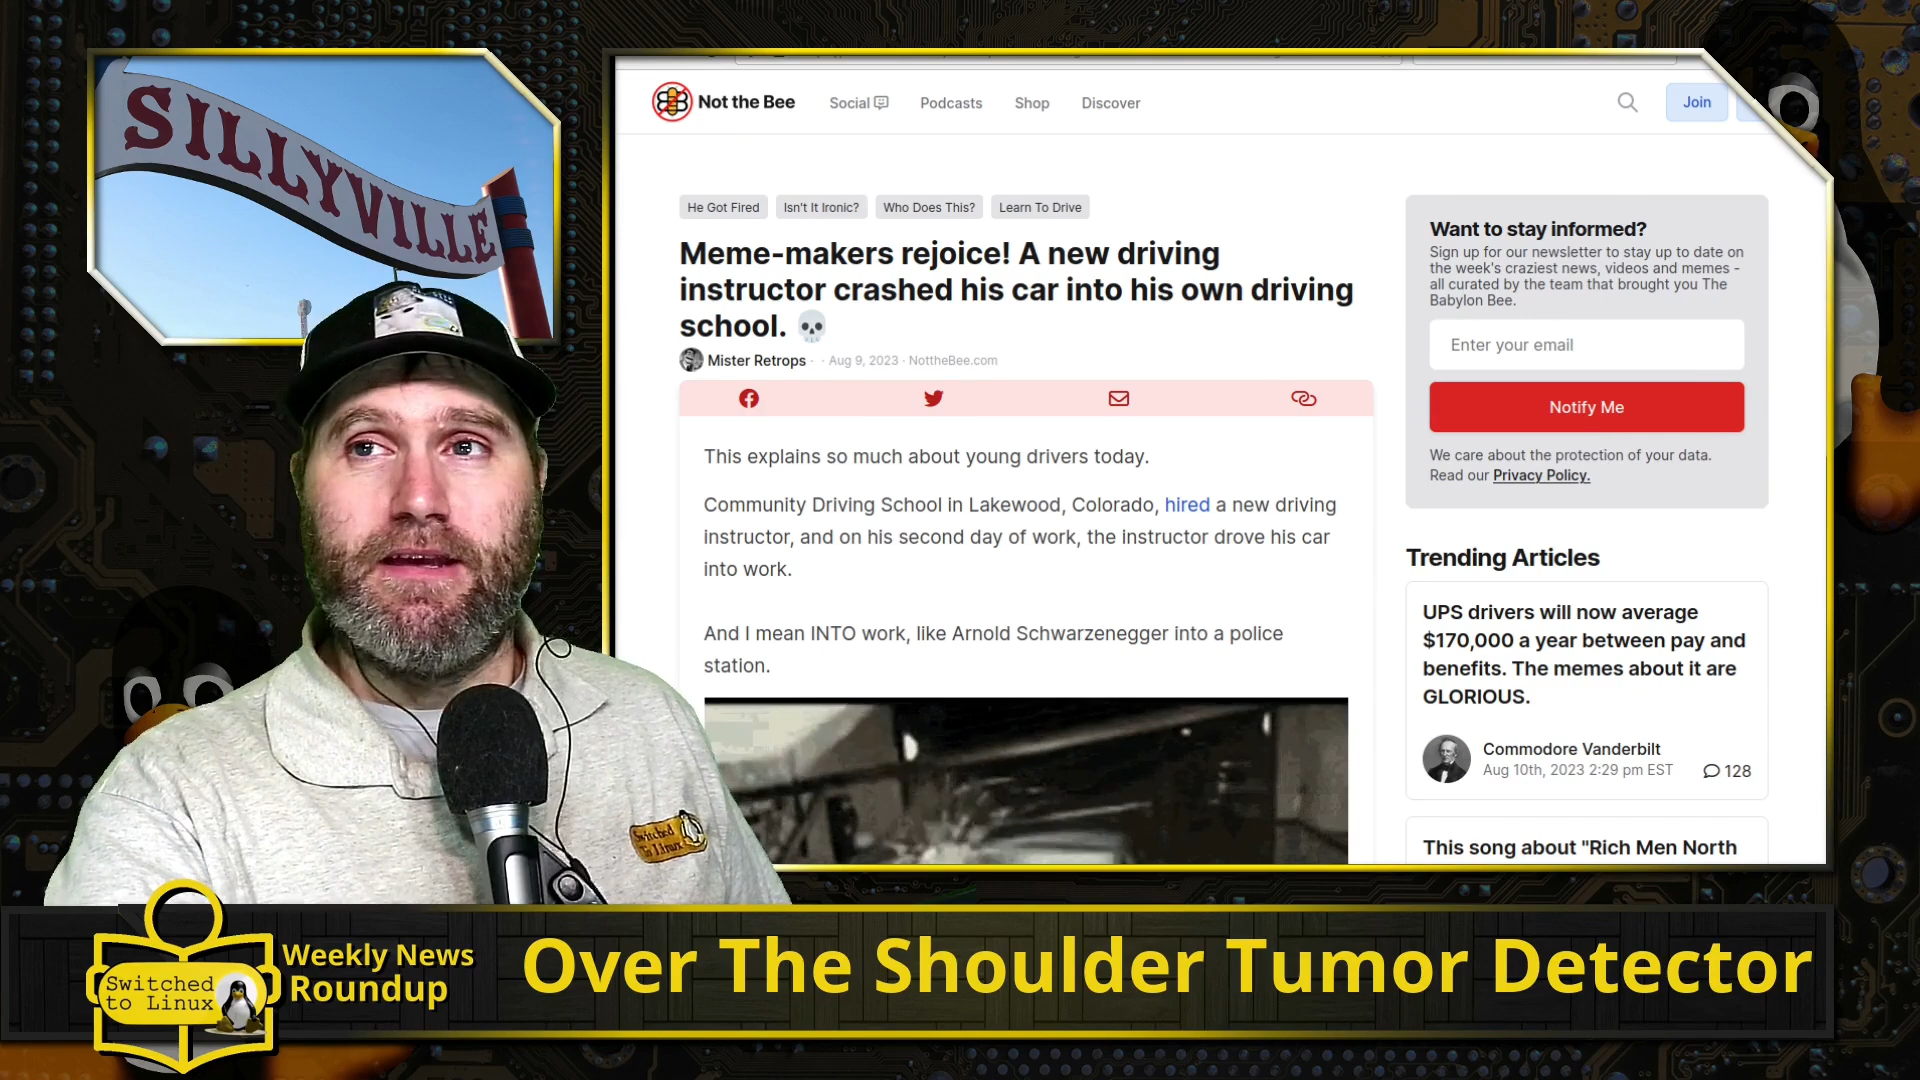 SILLYVILLE
Not the Bee
Social
Podcasts
Shop
Discover
Join
He Got Fired
Isn't It Ironic?
Who Does This?
Learn To Drive
Meme-makers rejoice! A new driving
instructor crashed his car into his own driving
school. 💀
Mister Retrops · · Aug 9, 2023 · NottheBee.com
This explains so much about young drivers today.
Community Driving School in Lakewood, Colorado, hired a new driving
instructor, and on his second day of work, the instructor drove his car
into work.
And I mean INTO work, like Arnold Schwarzenegger into a police
station.
Want to stay informed?
Sign up for our newsletter to stay up to date on
the week's craziest news, videos and memes -
all curated by the team that brought you The
Babylon Bee.
Enter your email
Notify Me
We care about the protection of your data.
Read our Privacy Policy.
Trending Articles
UPS drivers will now average
$170,000 a year between pay and
benefits. The memes about it are
GLORIOUS.
Commodore Vanderbilt
Aug 10th, 2023 2:29 pm EST
128
This song about "Rich Men North
Switched
To Linux
Switched
to Linux
Weekly News
Roundup
Over The Shoulder Tumor Detector